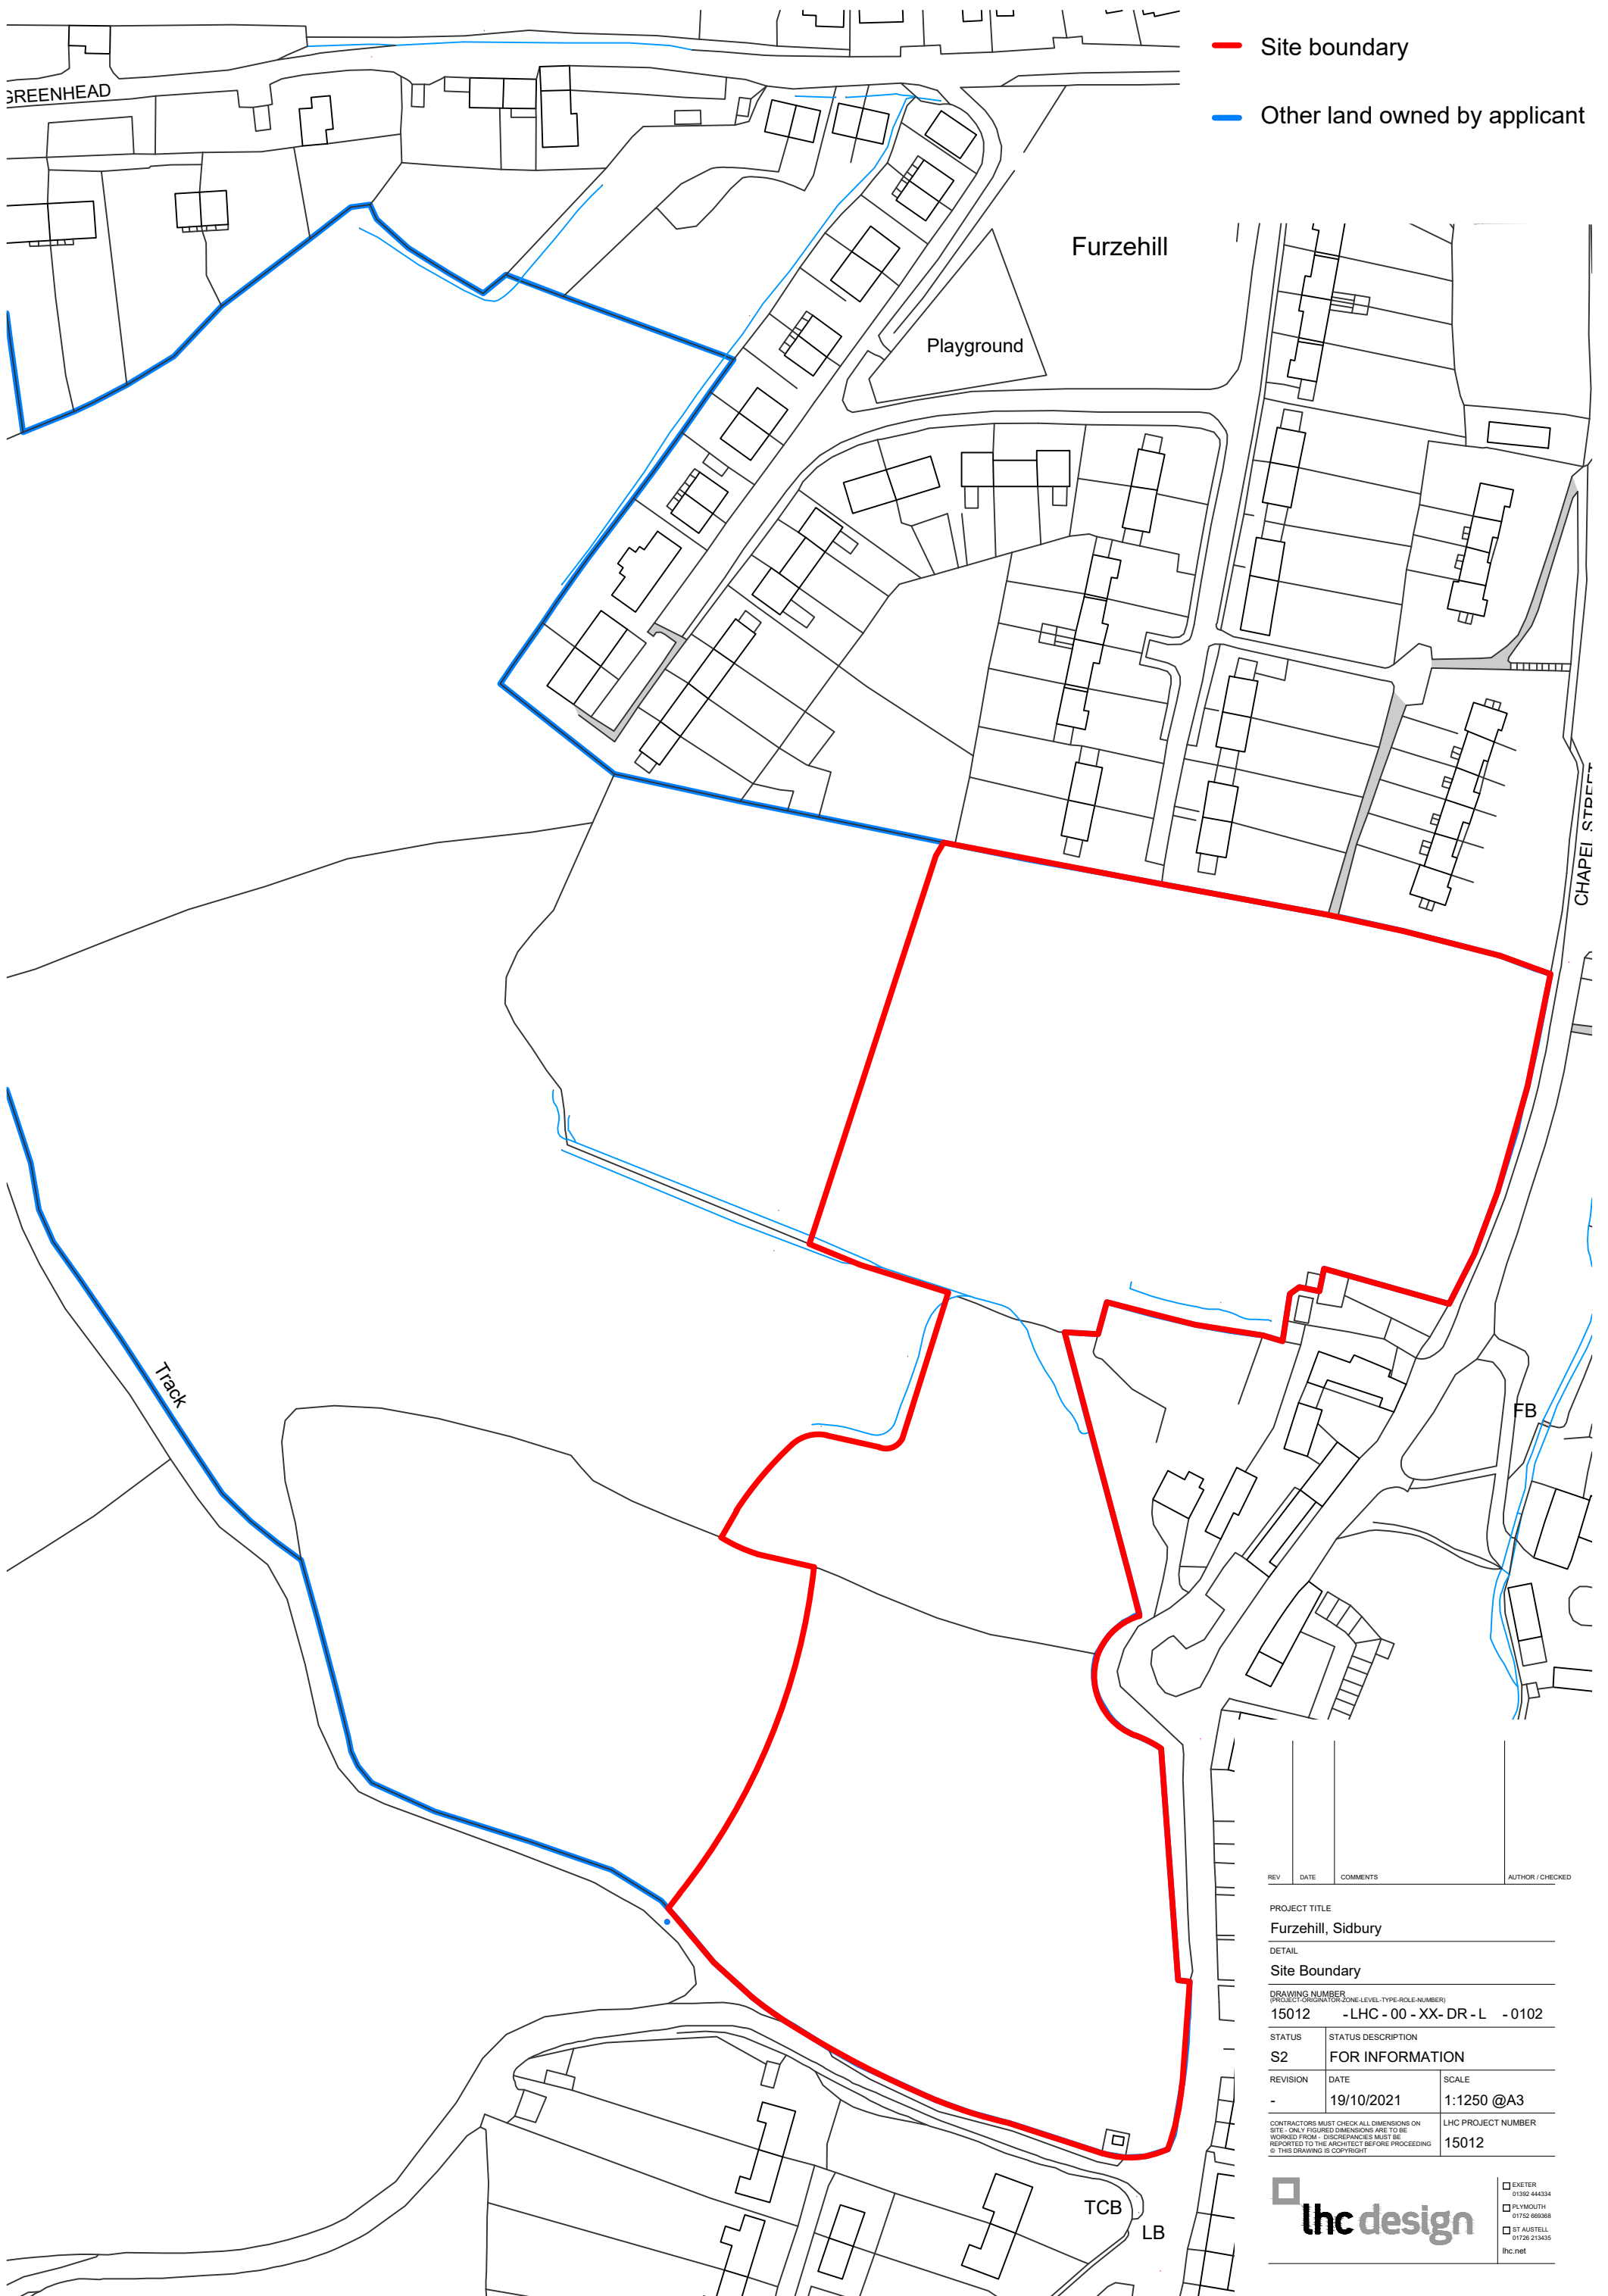 Site boundary
Other land owned by applicant
GREENHEAD
Furzehill
Playground
CHAPEL STREET
Track
FB
TCB
LB
REV DATE COMMENTS AUTHOR / CHECKED
PROJECT TITLE
Furzehill, Sidbury
DETAIL
Site Boundary
DRAWING NUMBER
(PROJECT-ORIGINATOR-ZONE-LEVEL-TYPE-ROLE-NUMBER)
15012 - LHC - 00 - XX- DR - L - 0102
STATUS STATUS DESCRIPTION
S2 FOR INFORMATION
REVISION DATE SCALE
- 19/10/2021 1:1250 @A3
CONTRACTORS MUST CHECK ALL DIMENSIONS ON
SITE - ONLY FIGURED DIMENSIONS ARE TO BE
WORKED FROM - DISCREPANCIES MUST BE
REPORTED TO THE ARCHITECT BEFORE PROCEEDING
© THIS DRAWING IS COPYRIGHT
LHC PROJECT NUMBER
15012
lhc design
EXETER
01392 444334
PLYMOUTH
01752 669368
ST AUSTELL
01726 213435
lhc.net